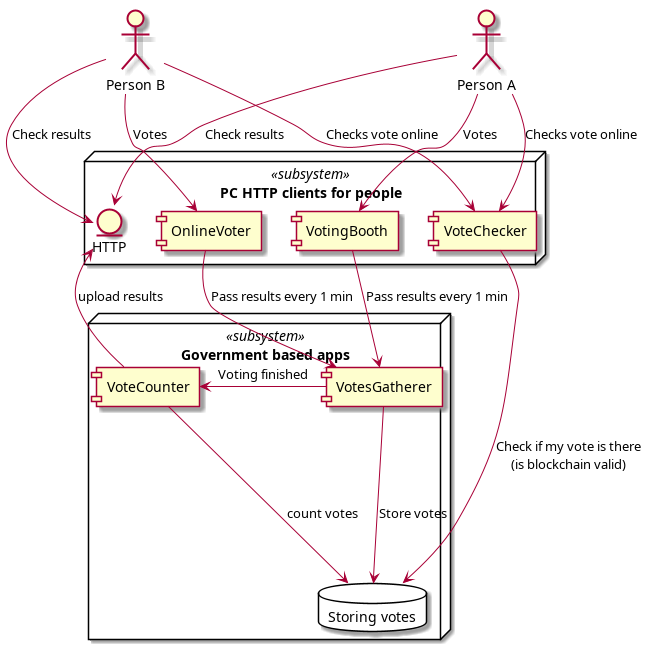 Person B
Person A
Check results
Votes
Check results
Checks vote online
Votes
Checks vote online
«subsystem»
PC HTTP clients for people
OnlineVoter
VotingBooth
VoteChecker
HTTP
upload results
Pass results every 1 min
Pass results every 1 min
«subsystem»
Government based apps
Voting finished
VoteCounter
VotesGatherer
Check if my vote is there
(is blockchain valid)
count votes
Store votes
Storing votes